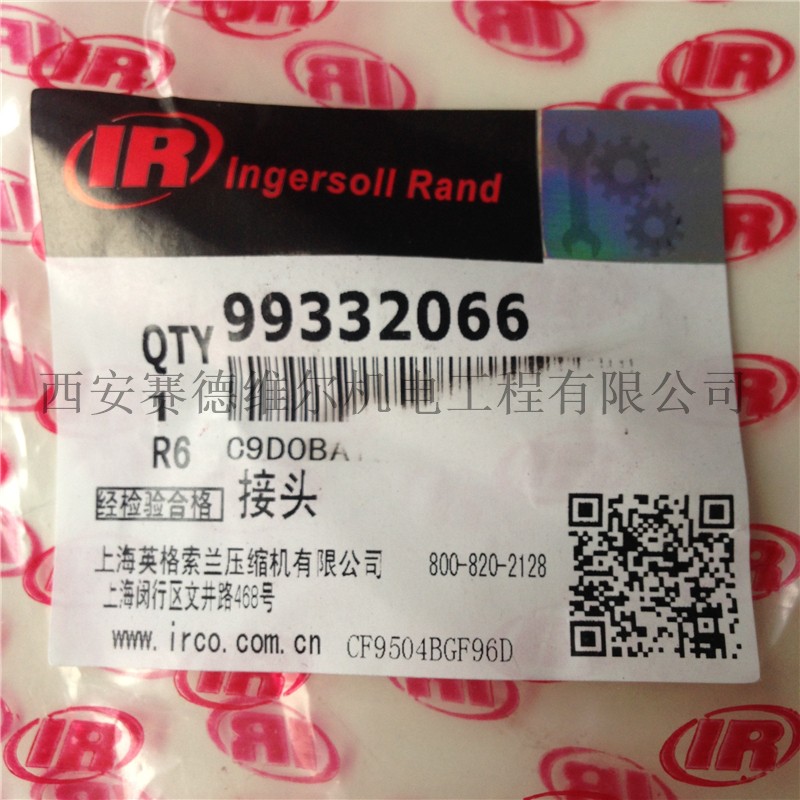 IR Ingersoll Rand
QTY 99332066
1
西安赛德维尔机电工程有限公司
R6 C9D0BA
经检验合格 接头
上海英格索兰压缩机有限公司 800-820-2128
上海闵行区文井路468号
www.irco.com.cn CF9504BGF96D